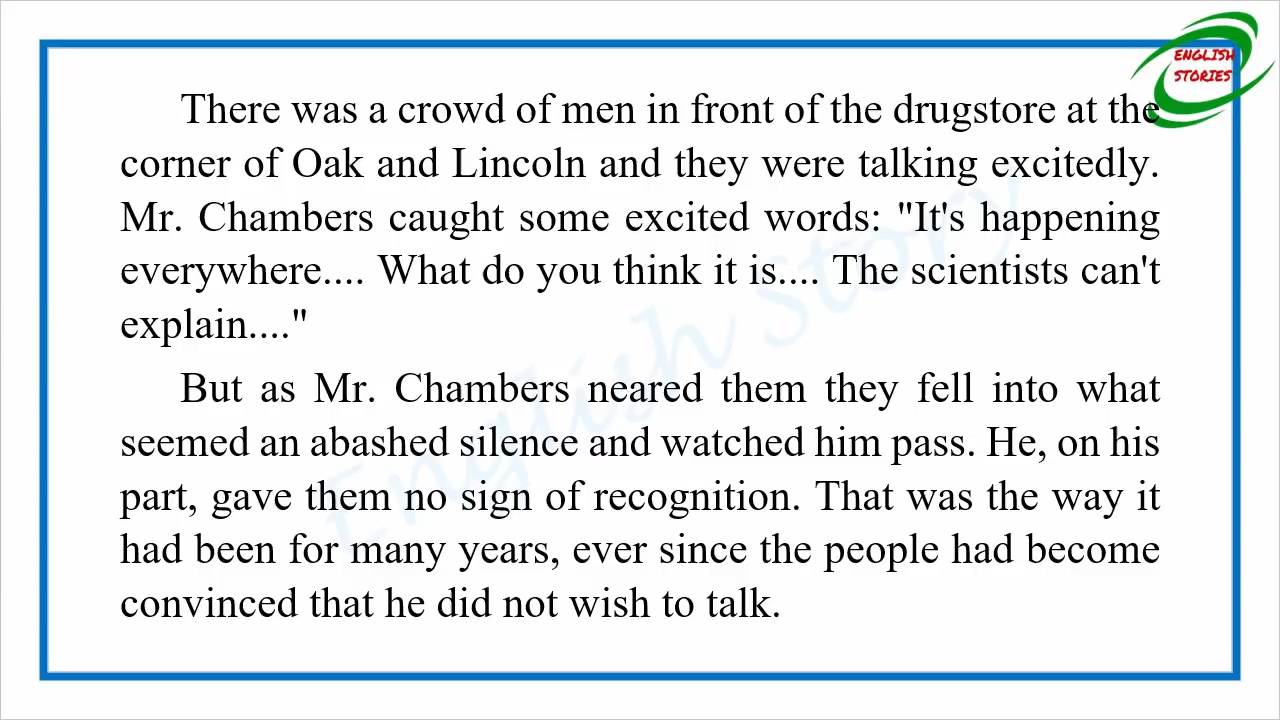 ENGLISH
STORIES
There was a crowd of men in front of the drugstore at the
corner of Oak and Lincoln and they were talking excitedly.
Mr. Chambers caught some excited words: "It's happening
everywhere.... What do you think it is.... The scientists can't
explain...."
But as Mr. Chambers neared them they fell into what
seemed an abashed silence and watched him pass. He, on his
part, gave them no sign of recognition. That was the way it
had been for many years, ever since the people had become
convinced that he did not wish to talk.
English Story